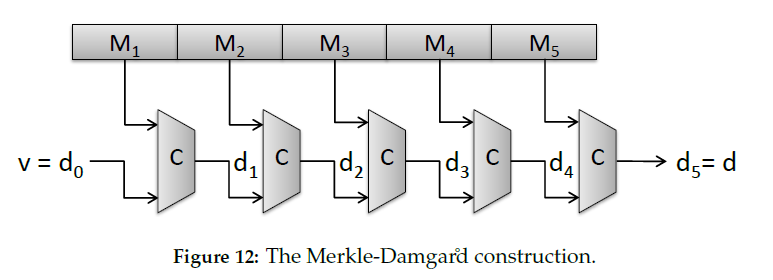 M₁ M₂ M₃ M₄ M₅
v = d₀ C d₁ C d₂ C d₃ C d₄ C d₅= d
Figure 12: The Merkle-Damgård construction.